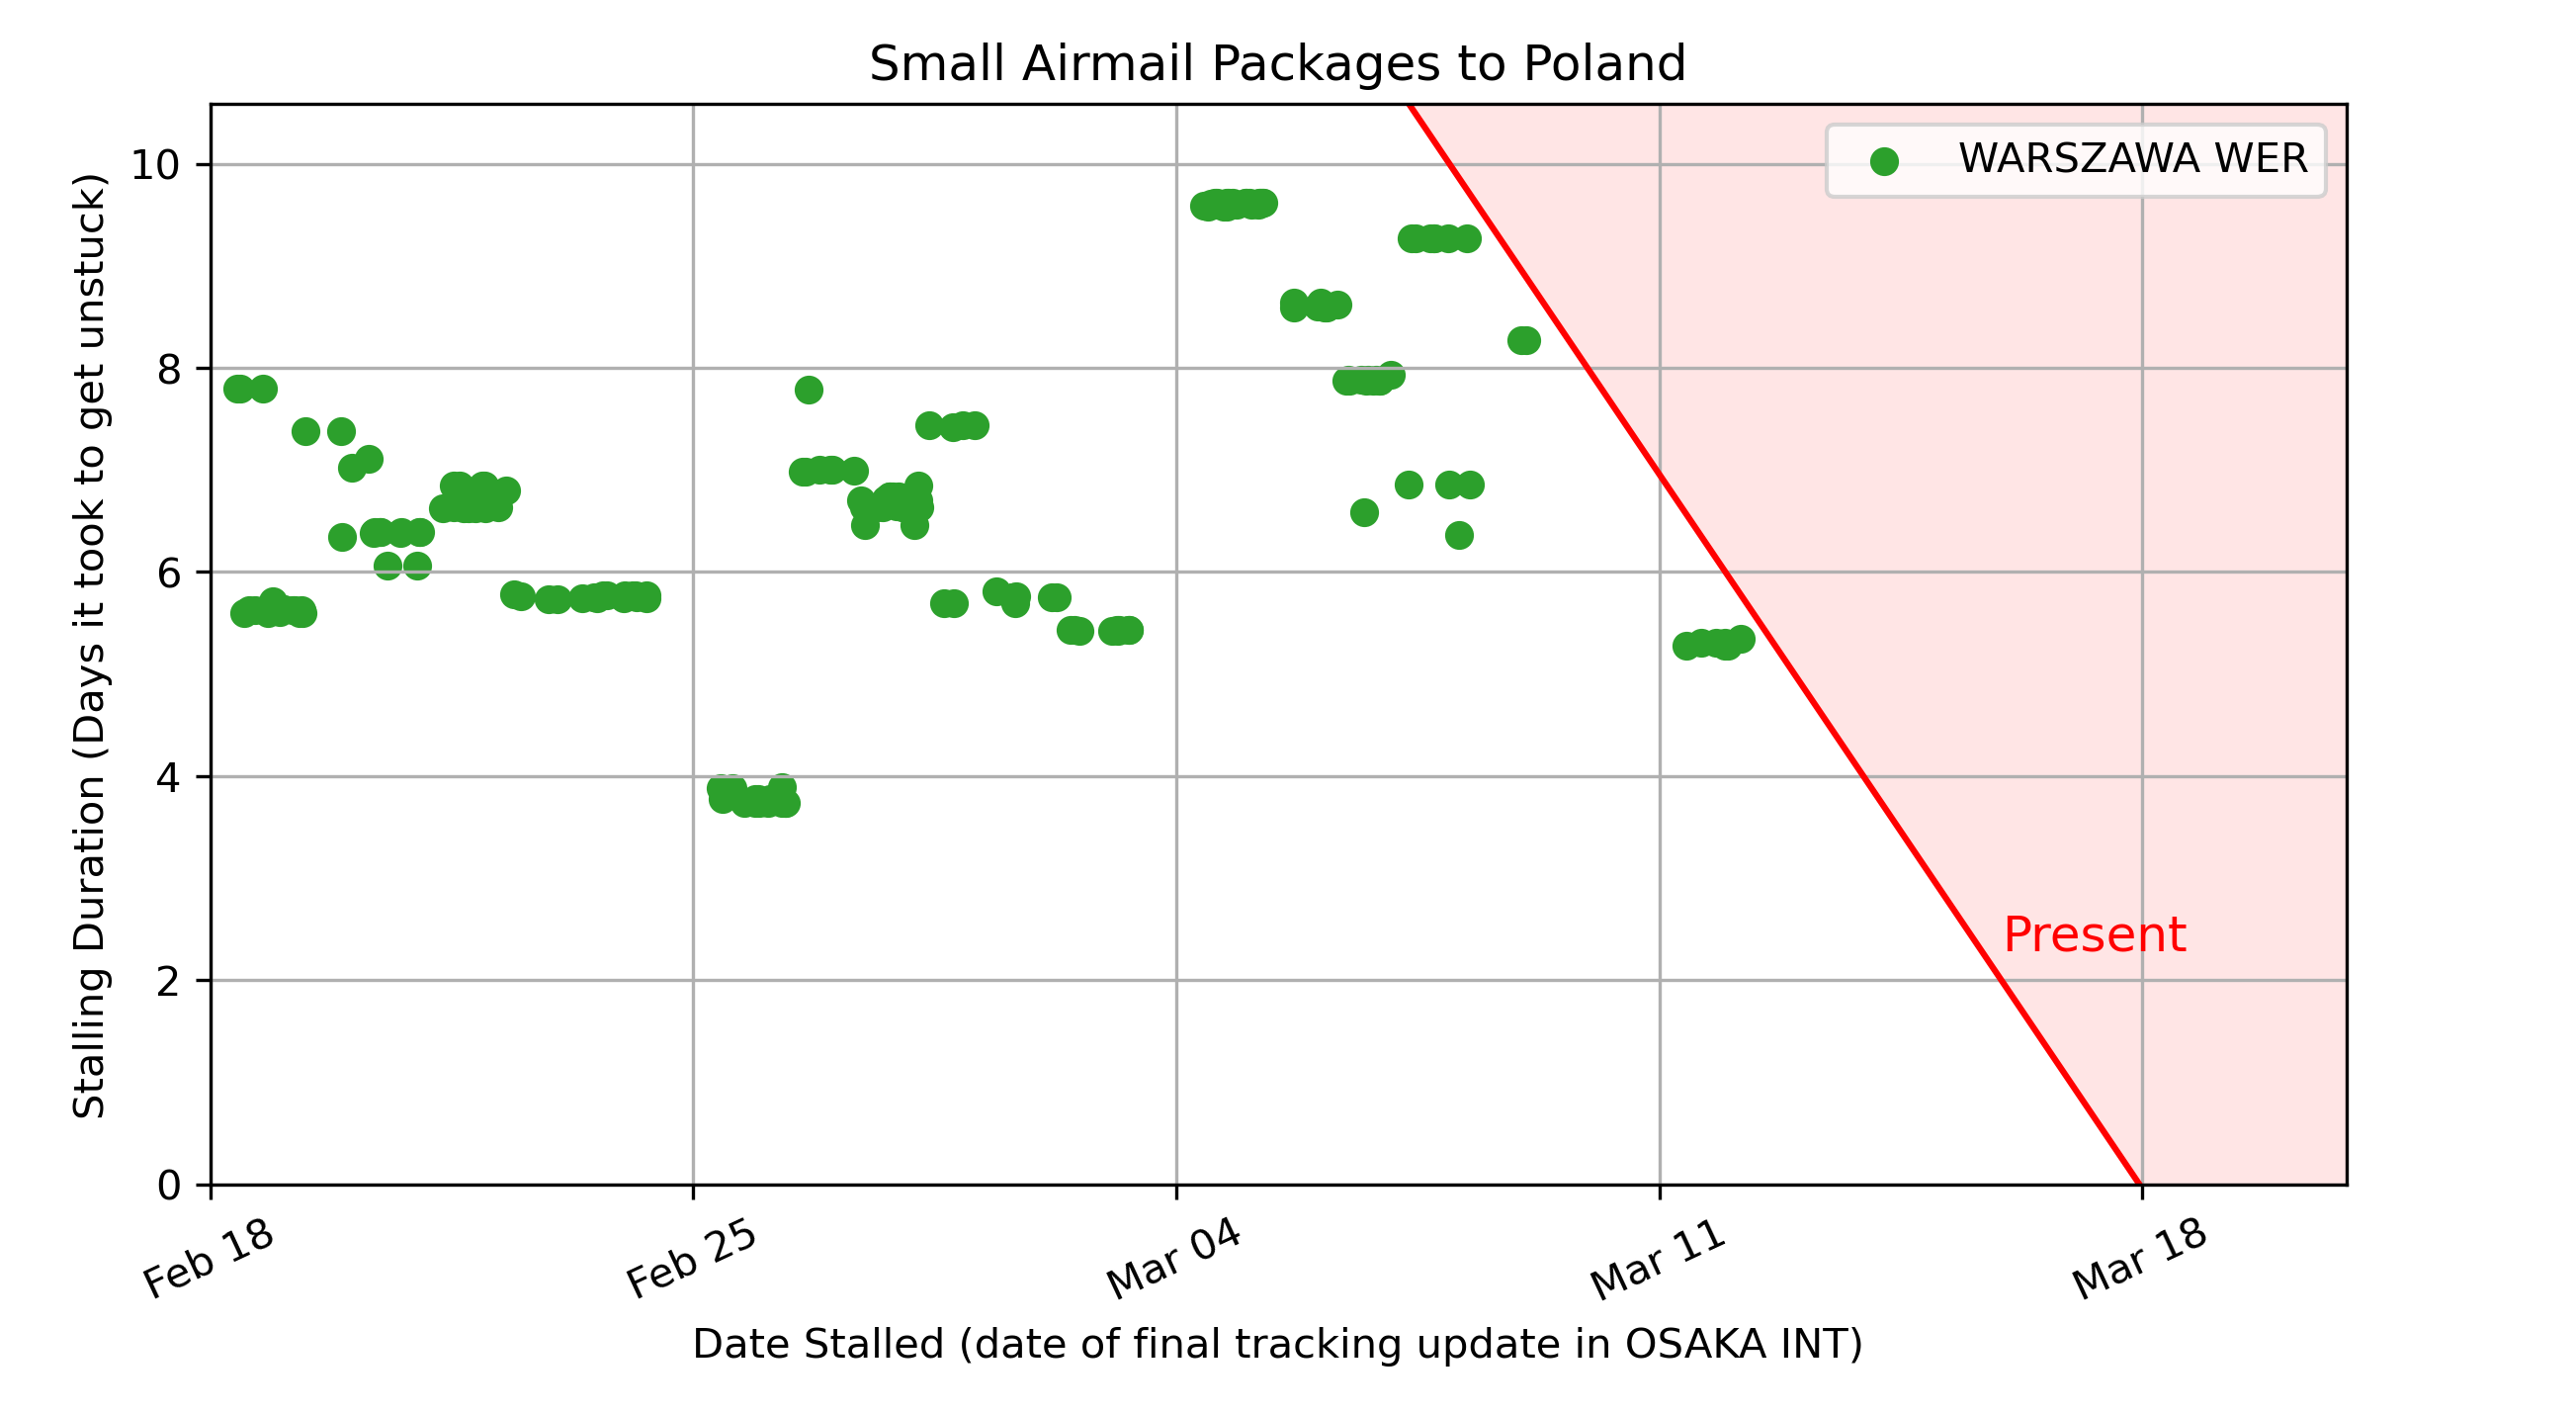 Small Airmail Packages to Poland
Stalling Duration (Days it took to get unstuck)
10
8
6
4
2
0
WARSZAWA WER
Present
Feb 18
Feb 25
Mar 04
Mar 11
Mar 18
Date Stalled (date of final tracking update in OSAKA INT)